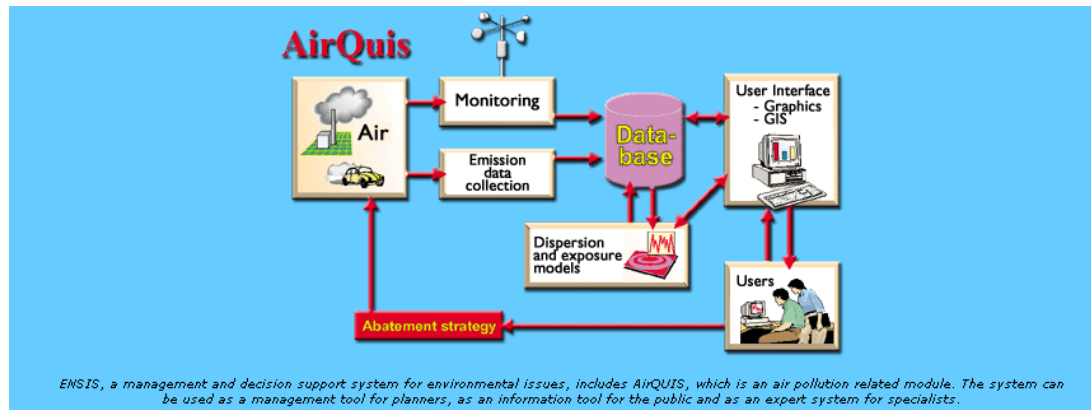 AirQuis
Monitoring
Air
Emission
data
collection
Data-
base
User Interface
- Graphics
- GIS
Dispersion
and exposure
models
Users
Abatement strategy
ENSIS, a management and decision support system for environmental issues, includes AirQUIS, which is an air pollution related module. The system can
be used as a management tool for planners, as an information tool for the public and as an expert system for specialists.